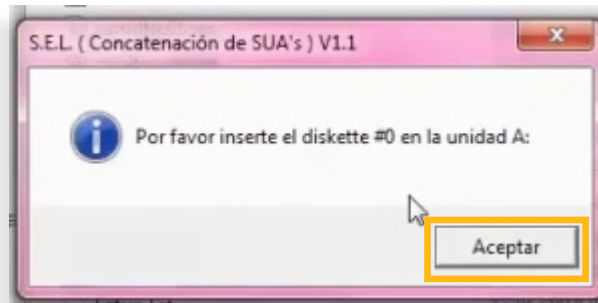 S.E.L. ( Concatenación de SUA's ) V1.1
Por favor inserte el diskette #0 en la unidad A:
Aceptar